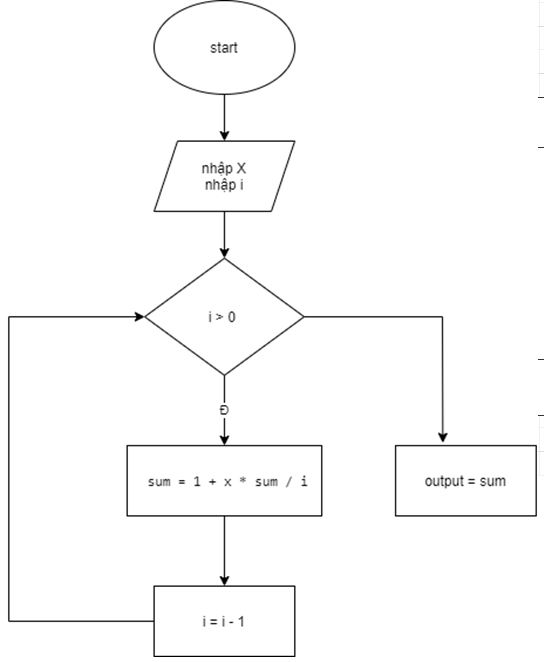 start
nhập X
nhập i
i > 0
Đ
sum = 1 + x * sum / i
output = sum
i = i - 1